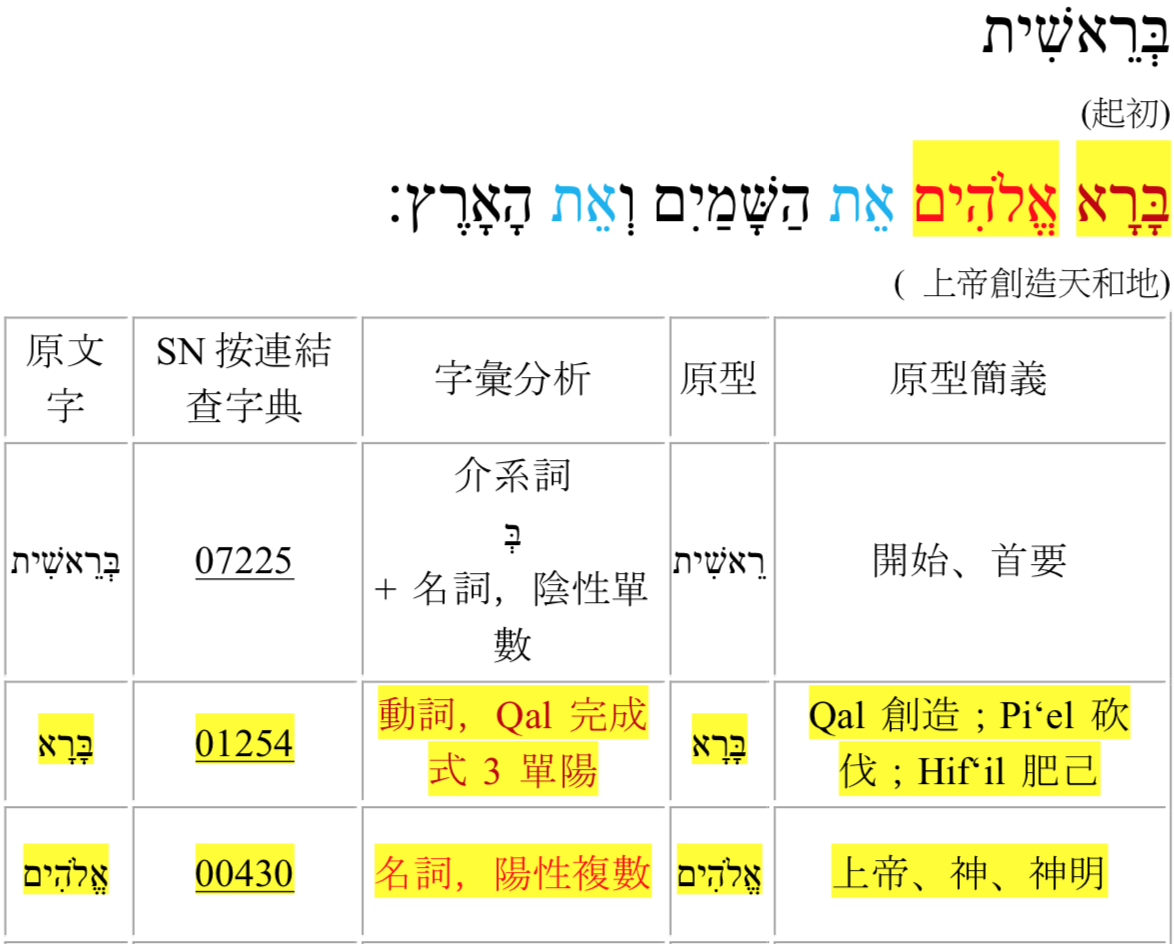 בְּרֵאשִׁית
(起初)
בָּרָא אֱלֹהִים אֵת הַשָּׁמַיִם וְאֵת הָאָרֶץ׃
( 上帝創造天和地)
原文
字
SN 按連結
查字典
字彙分析
原型
原型簡義
בְּרֵאשִׁית
07225
介系詞
בְּ
+ 名詞，陰性單
數
רֵאשִׁית
開始、首要
בָּרָא
01254
動詞，Qal 完成
式 3 單陽
בָּרָא
Qal 創造；Pi‘el 砍
伐；Hif‘il 肥己
אֱלֹהִים
00430
名詞，陽性複數
אֱלֹהִים
上帝、神、神明